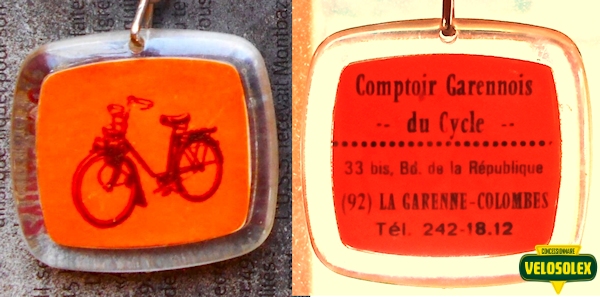 Comptoir Garennois
-- du Cycle --
33 bis, Bd. de la République
(92) LA GARENNE-COLOMBES
Tél. 242-18.12
CONCESSIONNAIRE
VELOSOLEX